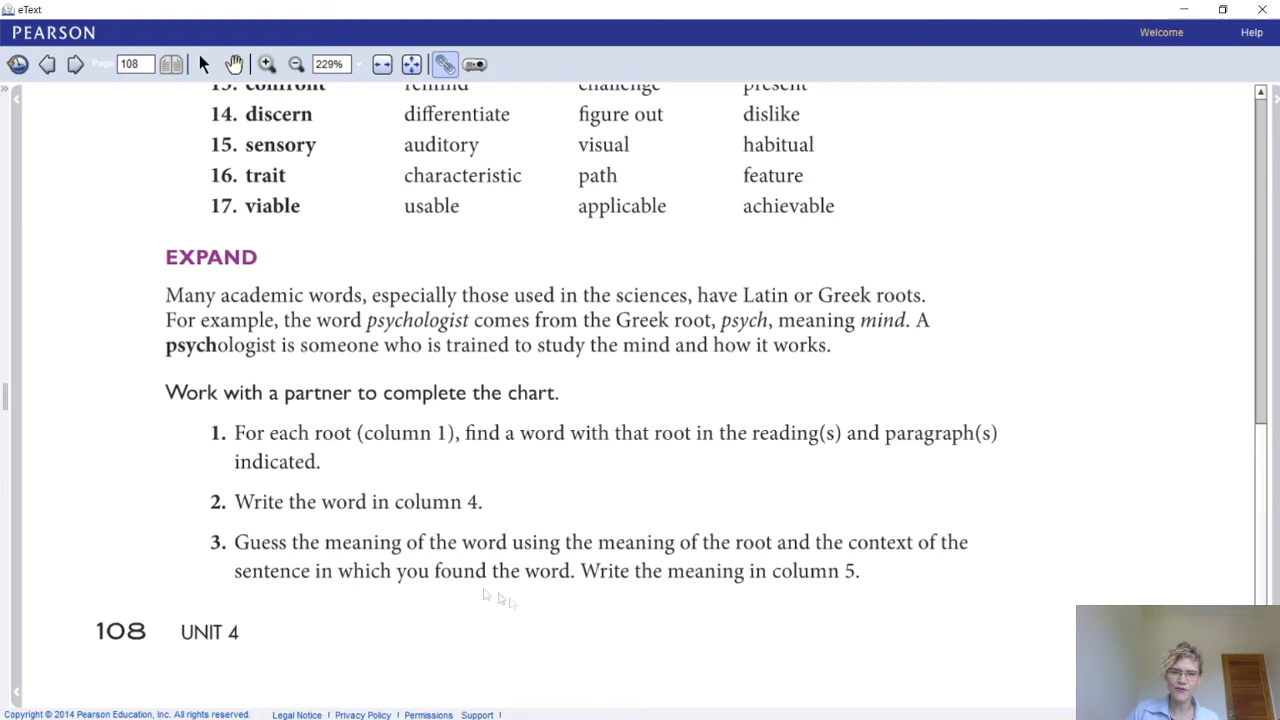 eText
PEARSON
Welcome
Help
Page
108
229%
13. confront remind challenge present
14. discern differentiate figure out dislike
15. sensory auditory visual habitual
16. trait characteristic path feature
17. viable usable applicable achievable
EXPAND
Many academic words, especially those used in the sciences, have Latin or Greek roots.
For example, the word psychologist comes from the Greek root, psych, meaning mind. A
psychologist is someone who is trained to study the mind and how it works.
Work with a partner to complete the chart.
1. For each root (column 1), find a word with that root in the reading(s) and paragraph(s)
indicated.
2. Write the word in column 4.
3. Guess the meaning of the word using the meaning of the root and the context of the
sentence in which you found the word. Write the meaning in column 5.
108 UNIT 4
Copyright © 2014 Pearson Education, Inc. All rights reserved. Legal Notice | Privacy Policy | Permissions Support |